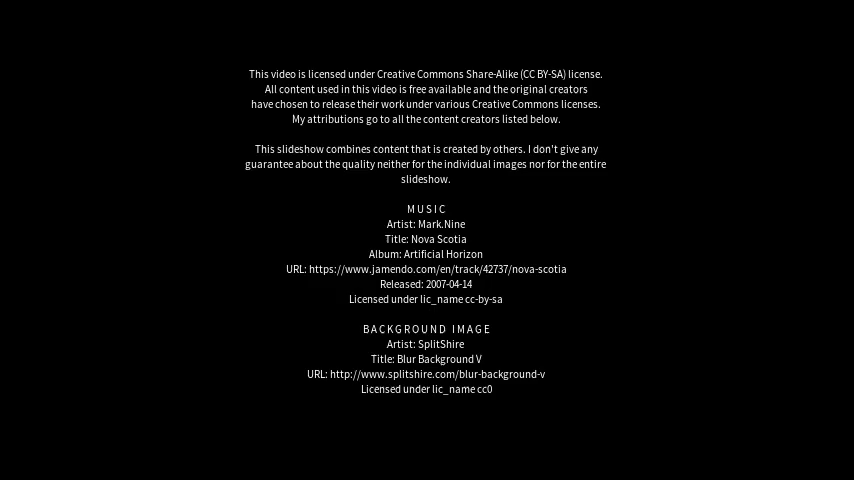 This video is licensed under Creative Commons Share-Alike (CC BY-SA) license.
All content used in this video is free available and the original creators
have chosen to release their work under various Creative Commons licenses.
My attributions go to all the content creators listed below.
This slideshow combines content that is created by others. I don't give any
guarantee about the quality neither for the individual images nor for the entire
slideshow.
MUSIC
Artist: Mark.Nine
Title: Nova Scotia
Album: Artificial Horizon
URL: https://www.jamendo.com/en/track/42737/nova-scotia
Released: 2007-04-14
Licensed under lic_name cc-by-sa
BACKGROUND IMAGE
Artist: SplitShire
Title: Blur Background V
URL: http://www.splitshire.com/blur-background-v
Licensed under lic_name cc0